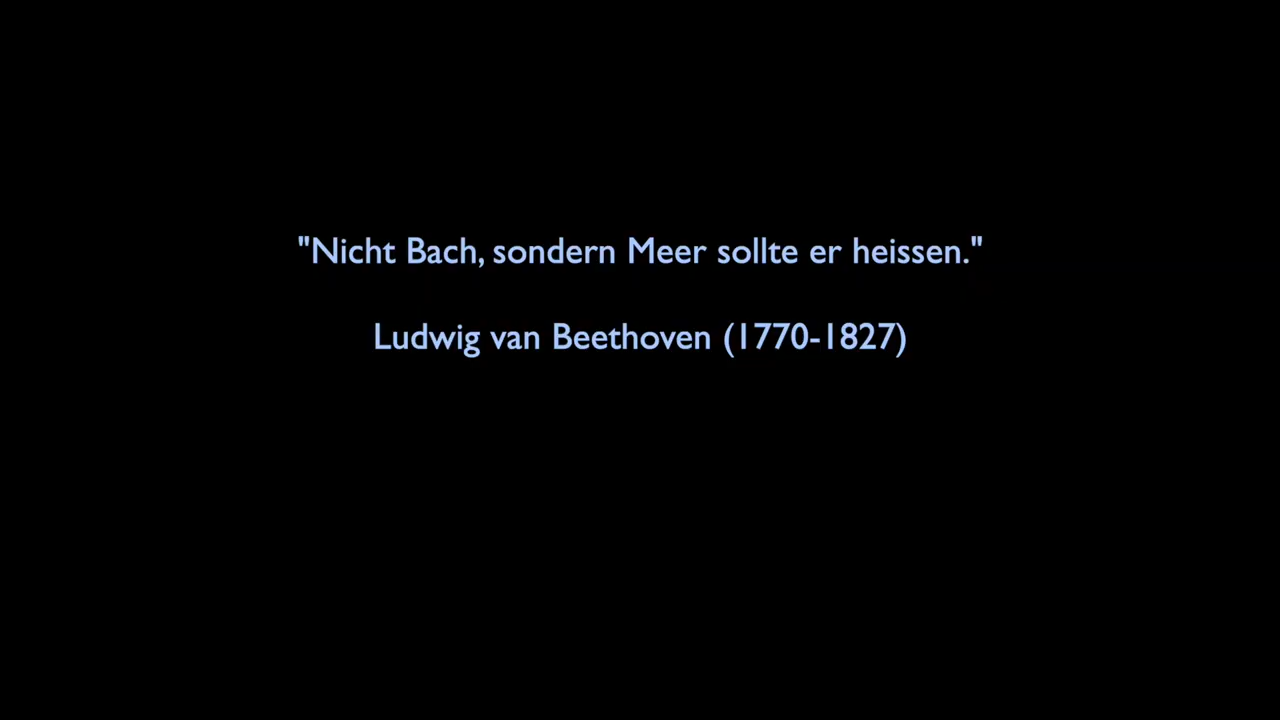 "Nicht Bach, sondern Meer sollte er heissen."
Ludwig van Beethoven (1770-1827)